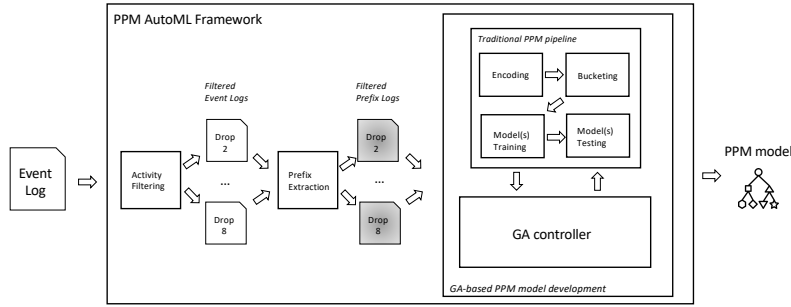 PPM AutoML Framework
Traditional PPM pipeline
Encoding
Bucketing
Model(s)
Training
Model(s)
Testing
Filtered
Event Logs
Filtered
Prefix Logs
Drop
2
Drop
2
Event
Log
Activity
Filtering
...
Prefix
Extraction
...
Drop
8
Drop
8
GA controller
GA-based PPM model development
PPM model